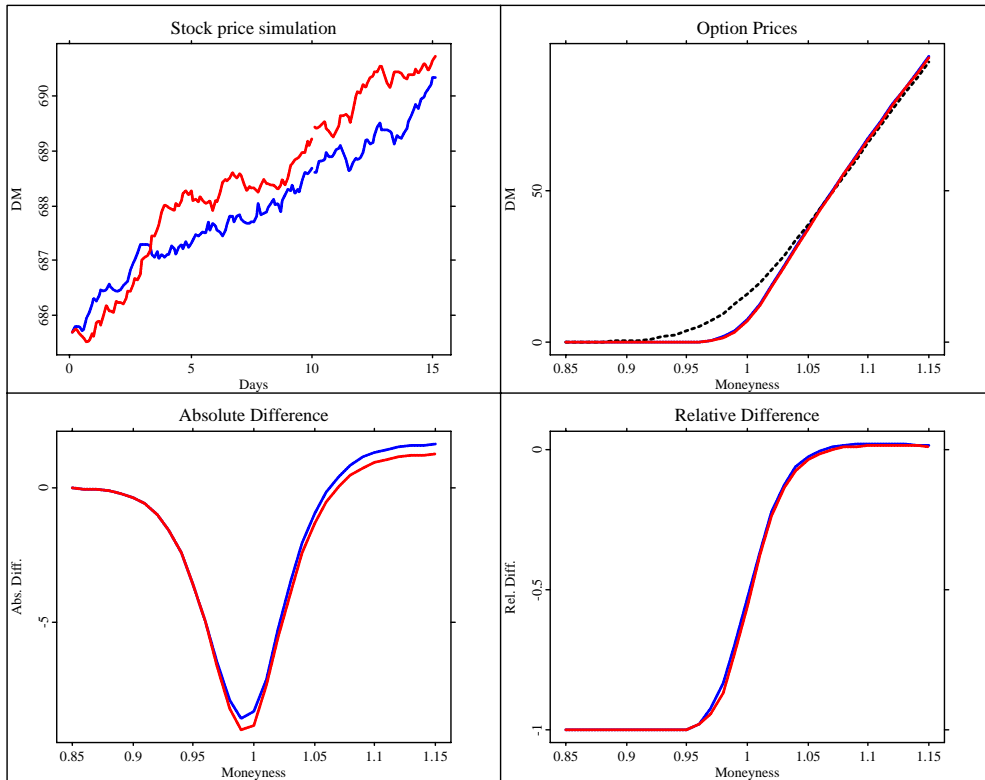 Stock price simulation
DM
690
689
688
687
686
0 5 10 15
Days
Option Prices
DM
50
0
0.85 0.9 0.95 1 1.05 1.1 1.15
Moneyness
Absolute Difference
Abs. Diff.
0
-5
0.85 0.9 0.95 1 1.05 1.1 1.15
Moneyness
Relative Difference
Rel. Diff.
0
-0.5
-1
0.85 0.9 0.95 1 1.05 1.1 1.15
Moneyness